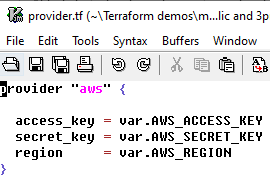 provider.tf (~\Terraform demos\m...lic and 3p
File Edit Tools Syntax Buffers Window
provider "aws" {
access_key = var.AWS_ACCESS_KEY
secret_key = var.AWS_SECRET_KEY
region = var.AWS_REGION
}